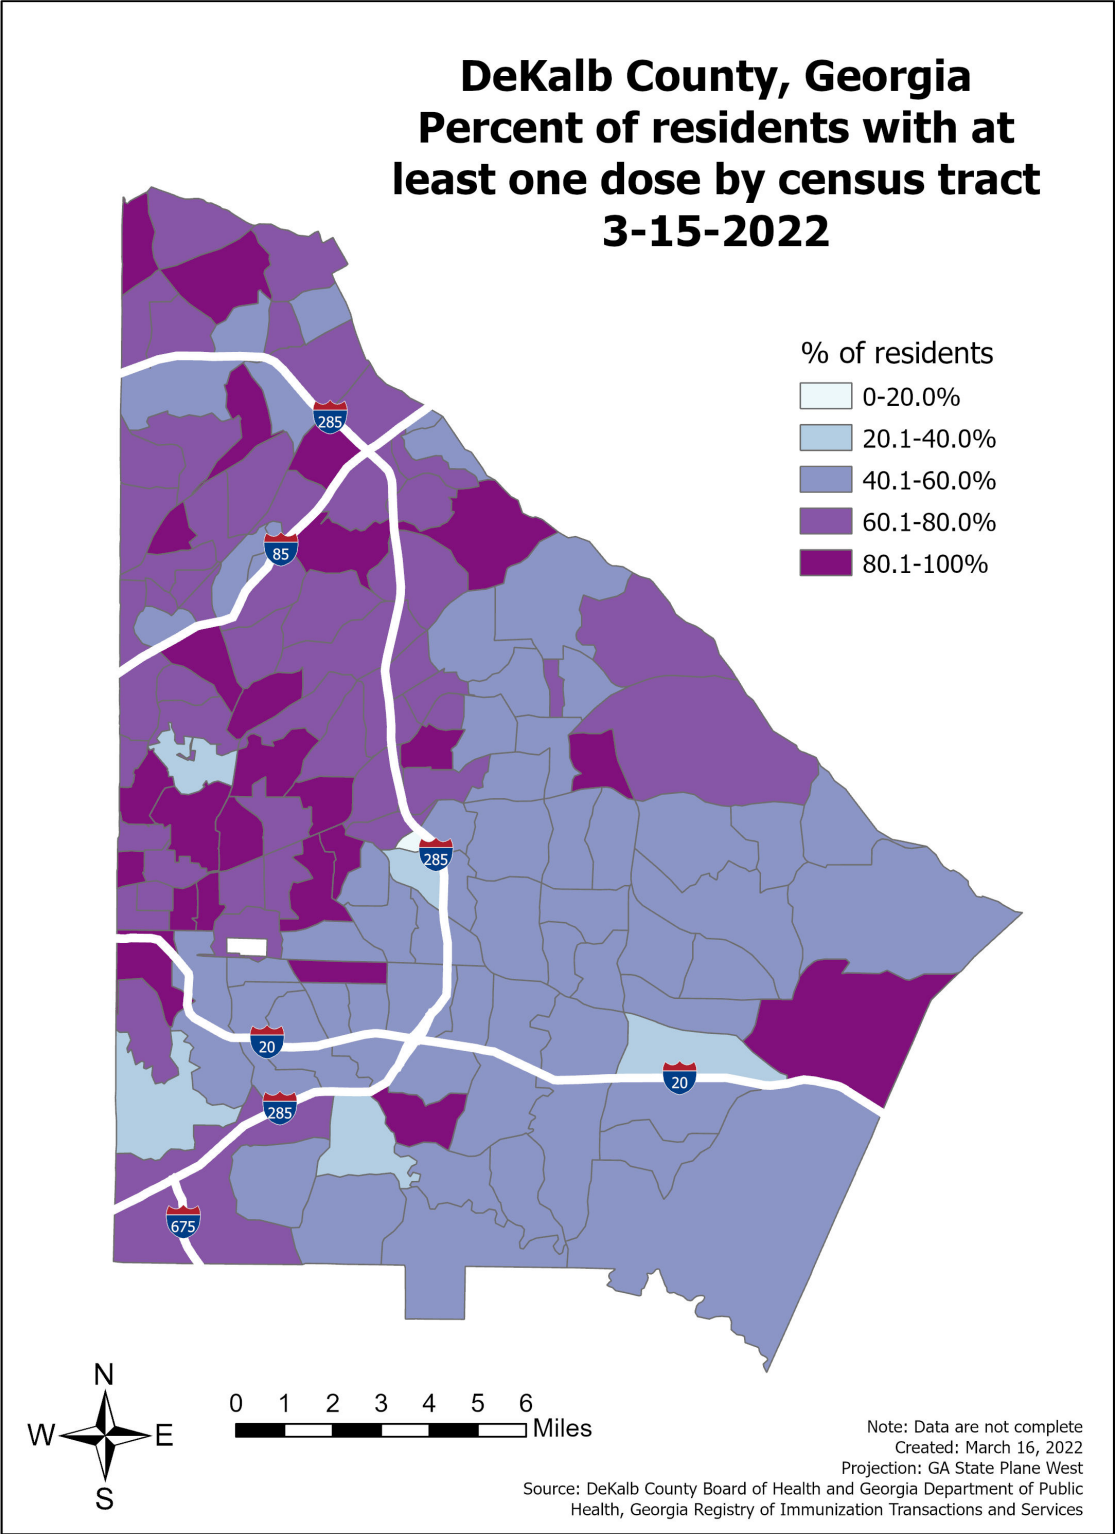 DeKalb County, Georgia
Percent of residents with at
least one dose by census tract
3-15-2022
% of residents
0-20.0%
20.1-40.0%
40.1-60.0%
60.1-80.0%
80.1-100%
285
85
285
20
20
285
675
N
W E
S
0 1 2 3 4 5 6
Miles
Note: Data are not complete
Created: March 16, 2022
Projection: GA State Plane West
Source: DeKalb County Board of Health and Georgia Department of Public
Health, Georgia Registry of Immunization Transactions and Services